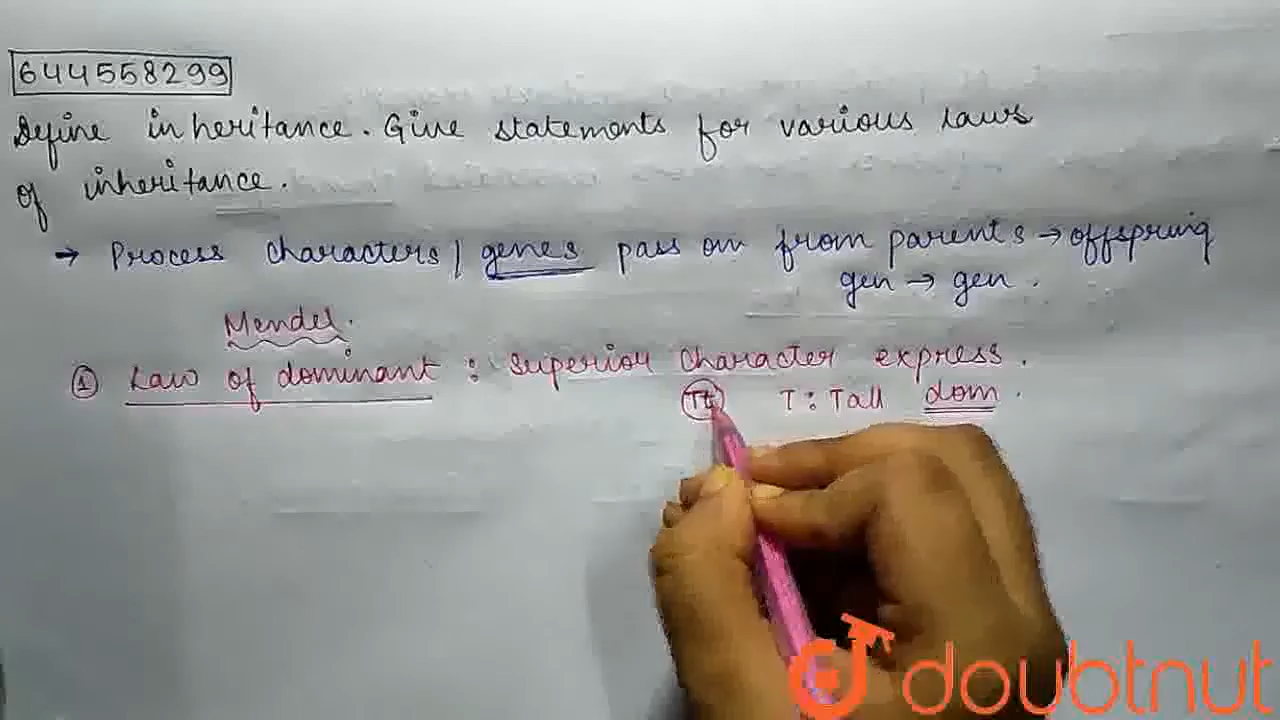 644558299
Define inheritance. Give statements for various laws
of inheritance.
→ Process characters/genes pass on from parents → offspring
gen → gen.
Mendel.
① Law of dominant : superior character express.
Tt T: Tall dom.
doubtnut